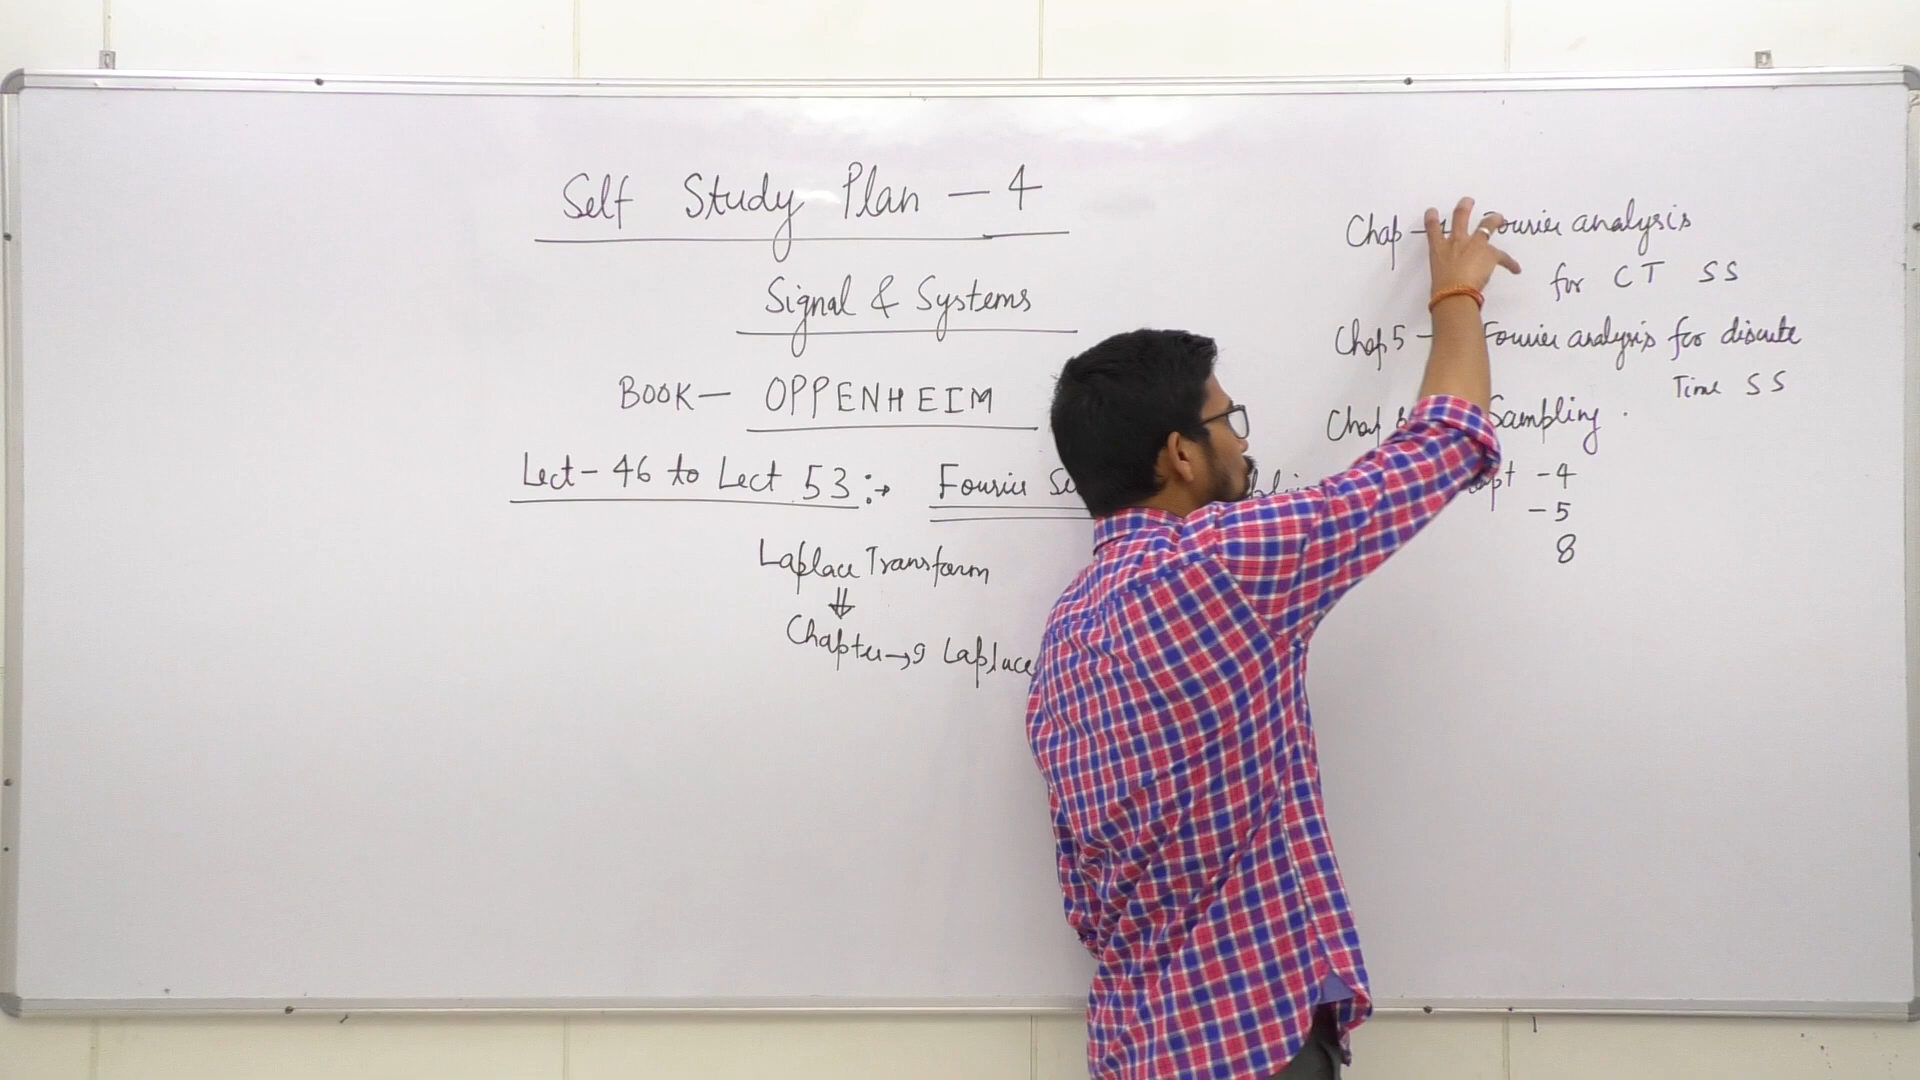 Self Study Plan - 4
Signal & Systems
BOOK - OPPENHEIM
Lect - 46 to Lect 53 :→ Fourier
Laplace Transform
⇓
Chapter → 9 Laplace
Chap - Fourier analysis
for CT SS
Chap 5 - Fourier analysis for discrete
Time SS
Chap Sampling .
- 4
- 5
8